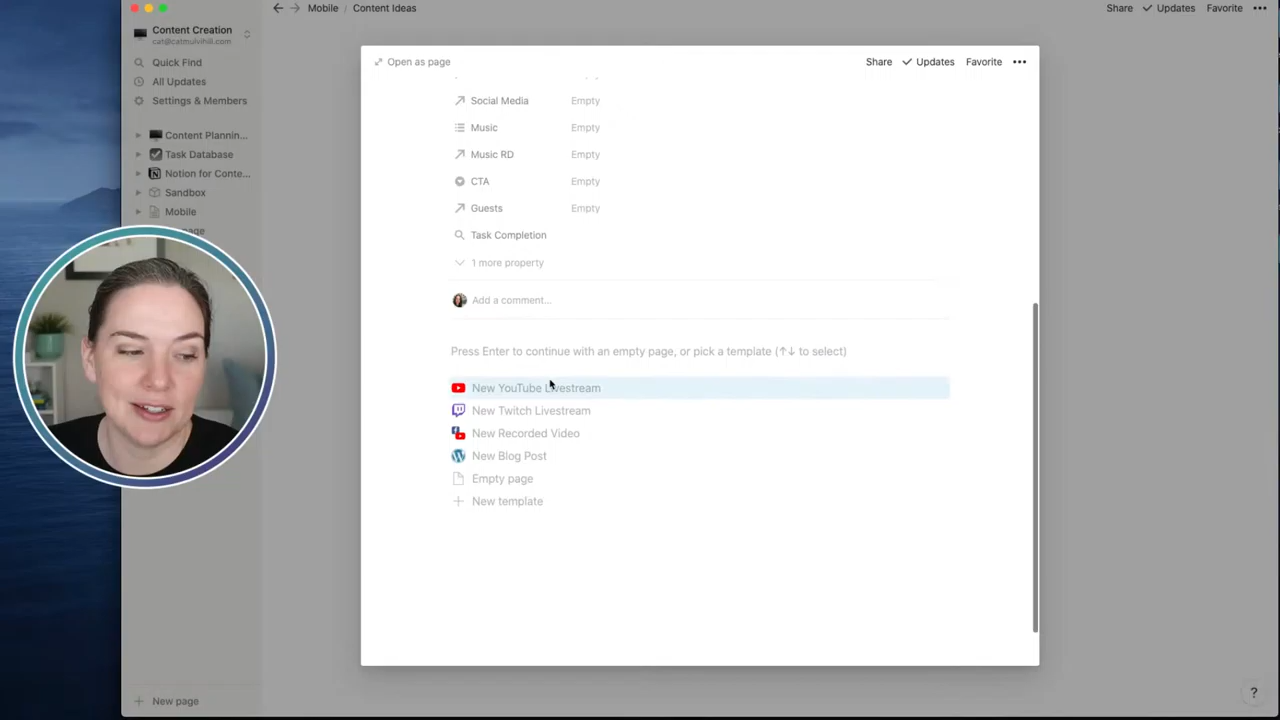 Content Creation
cat@catmulvihill.com
Quick Find
All Updates
Settings & Members
Content Plannin...
Task Database
Notion for Conte...
Sandbox
Mobile
New page
Mobile / Content Ideas
Share
Updates
Favorite
Open as page
Share
Updates
Favorite
Social Media Empty
Music Empty
Music RD Empty
CTA Empty
Guests Empty
Task Completion
1 more property
Add a comment...
Press Enter to continue with an empty page, or pick a template (↑↓ to select)
New YouTube Livestream
New Twitch Livestream
New Recorded Video
New Blog Post
Empty page
New template
?